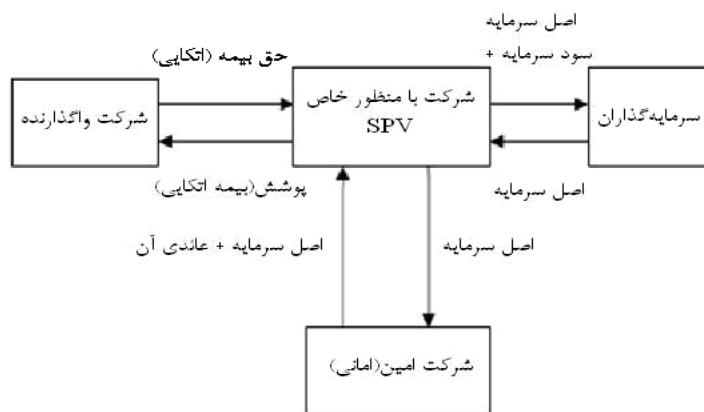 اصل سرمایه
+ سود سرمایه
حق بیمه (اتکایی)
شرکت با منظور خاص
SPV
شرکت واگذارنده
سرمایه‌گذاران
پوشش(بیمه اتکایی)
اصل سرمایه
اصل سرمایه + عائدی آن
اصل سرمایه
شرکت امین(امانی)